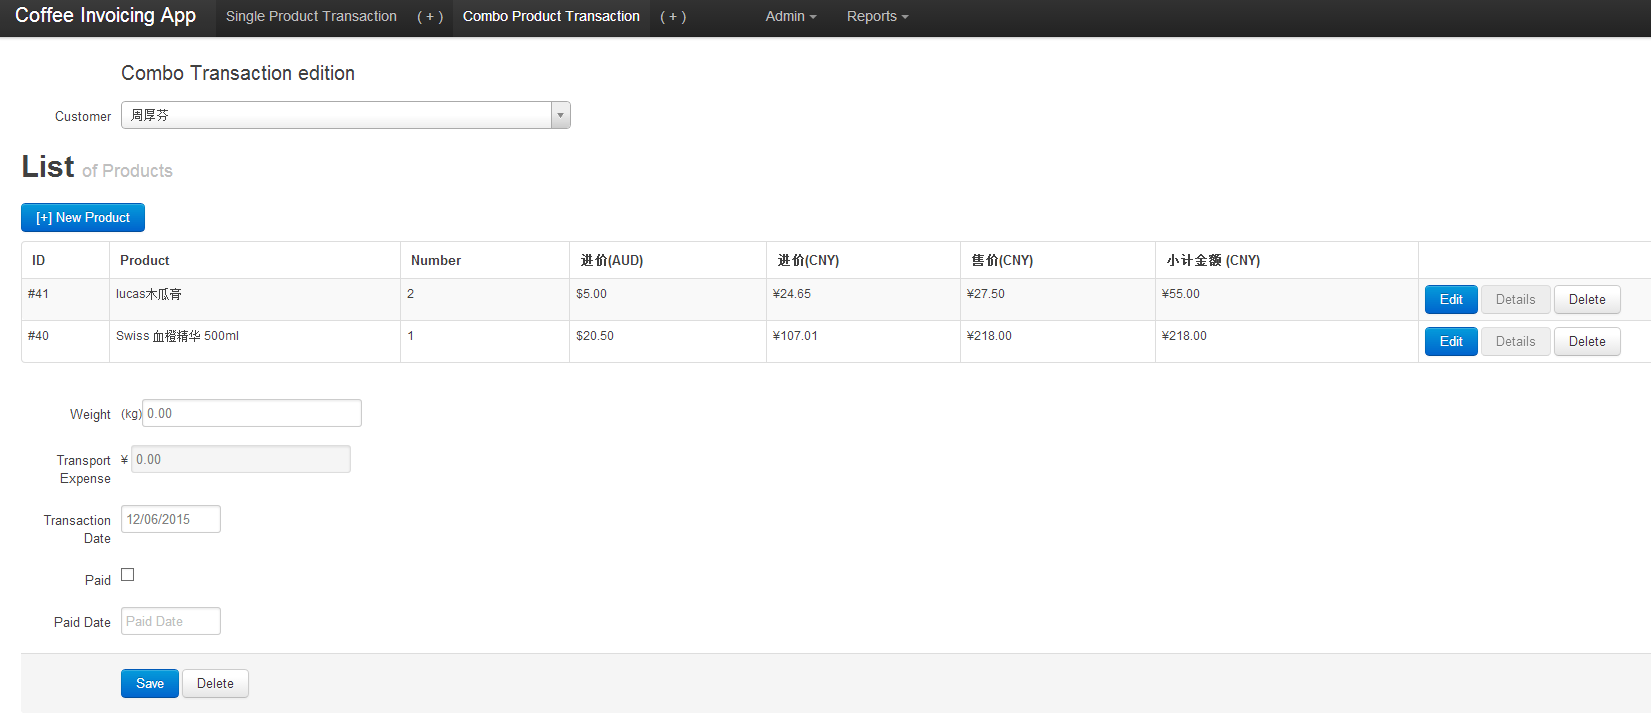 Coffee Invoicing App Single Product Transaction ( + ) Combo Product Transaction ( + ) Admin Reports
Combo Transaction edition
Customer 周厚芬
List of Products
[+] New Product
ID Product Number 进价(AUD) 进价(CNY) 售价(CNY) 小计金额 (CNY)
#41 lucas木瓜膏 2 $5.00 ¥24.65 ¥27.50 ¥55.00 Edit Details Delete
#40 Swiss 血橙精华 500ml 1 $20.50 ¥107.01 ¥218.00 ¥218.00 Edit Details Delete
Weight (kg) 0.00
Transport ¥ 0.00
Expense
Transaction 12/06/2015
Date
Paid
Paid Date Paid Date
Save Delete